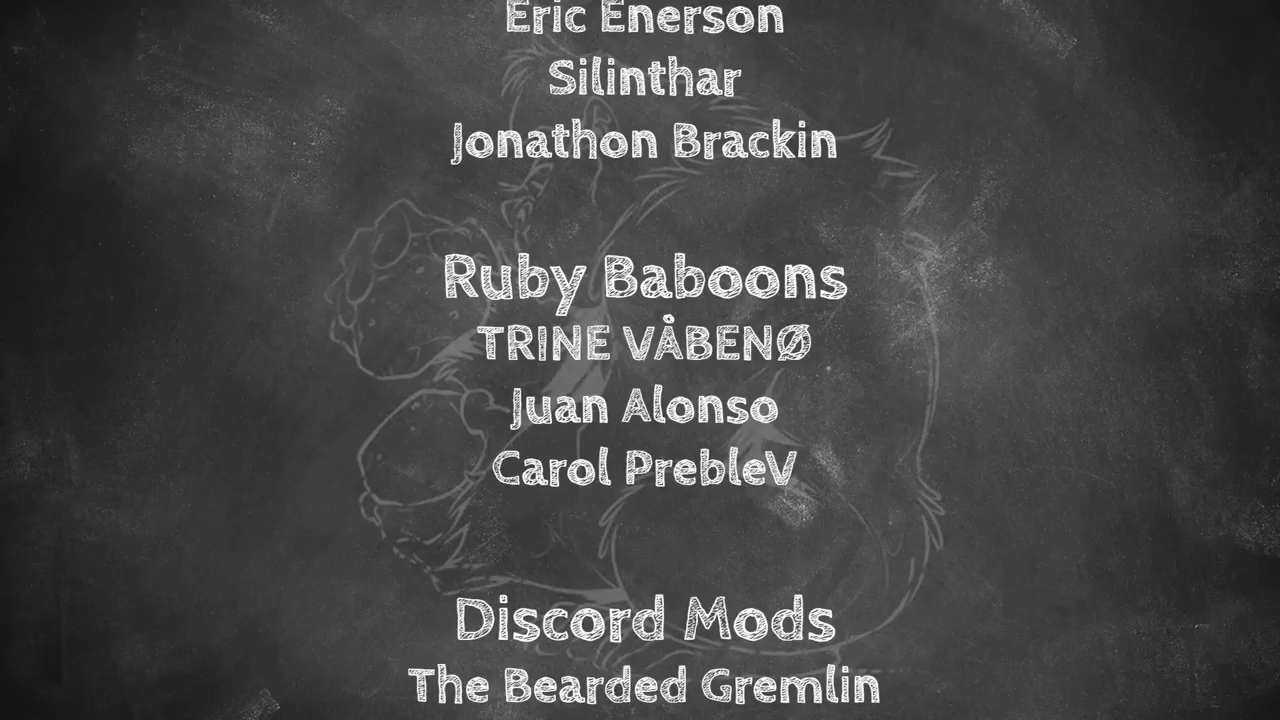 Eric Enerson
Silinthar
Jonathon Brackin
Ruby Baboons
TRINE VÅBENØ
Juan Alonso
Carol PrebleV
Discord Mods
The Bearded Gremlin